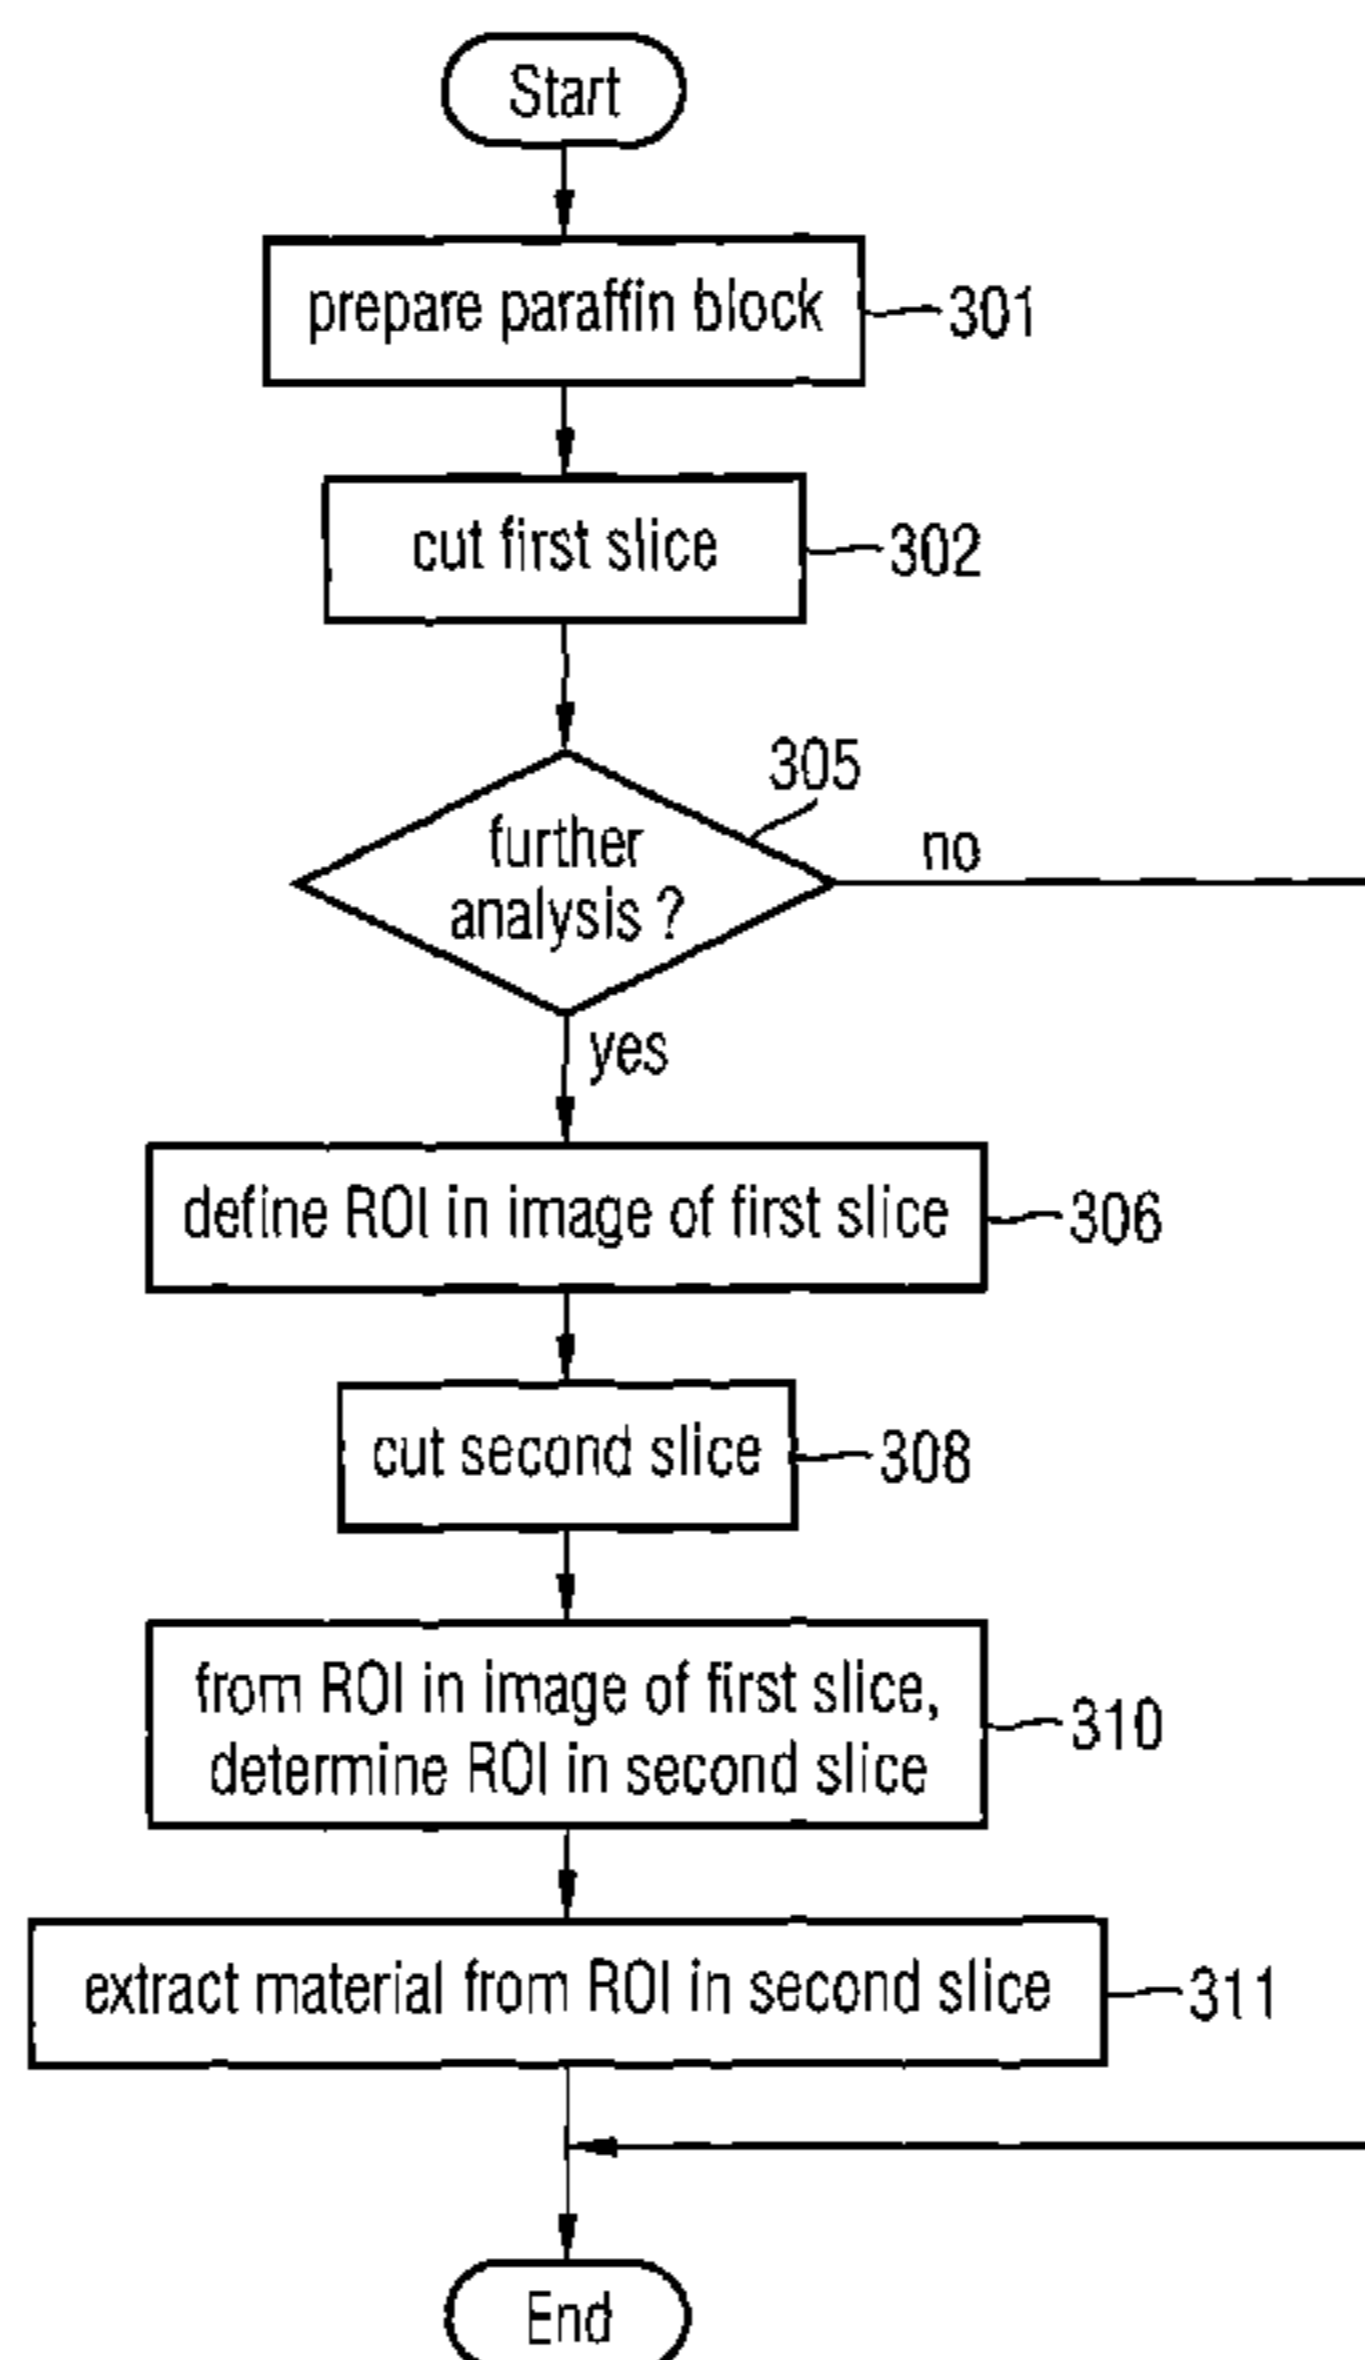 Start
prepare paraffin block
301
cut first slice
302
305
further
analysis ?
no
yes
define ROI in image of first slice
306
cut second slice
308
from ROI in image of first slice,
determine ROI in second slice
310
extract material from ROI in second slice
311
End